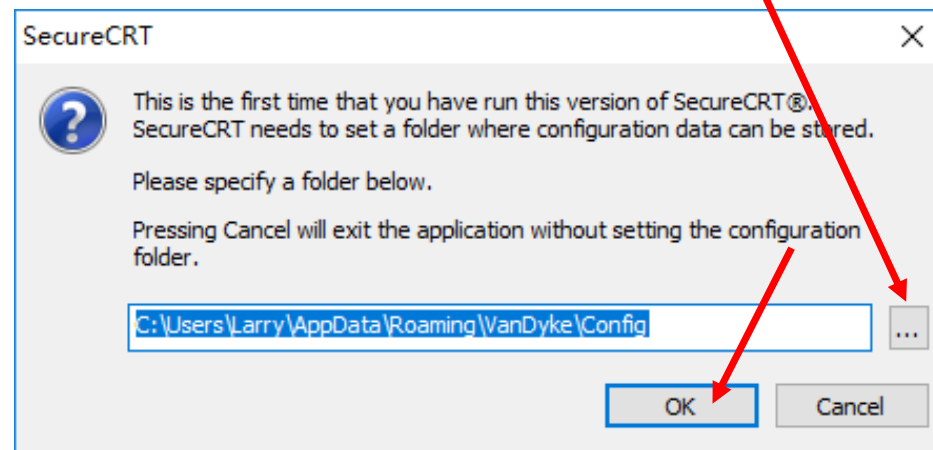 SecureCRT
This is the first time that you have run this version of SecureCRT®.
SecureCRT needs to set a folder where configuration data can be stored.
Please specify a folder below.
Pressing Cancel will exit the application without setting the configuration
folder.
C:\Users\Larry\AppData\Roaming\VanDyke\Config
...
OK
Cancel